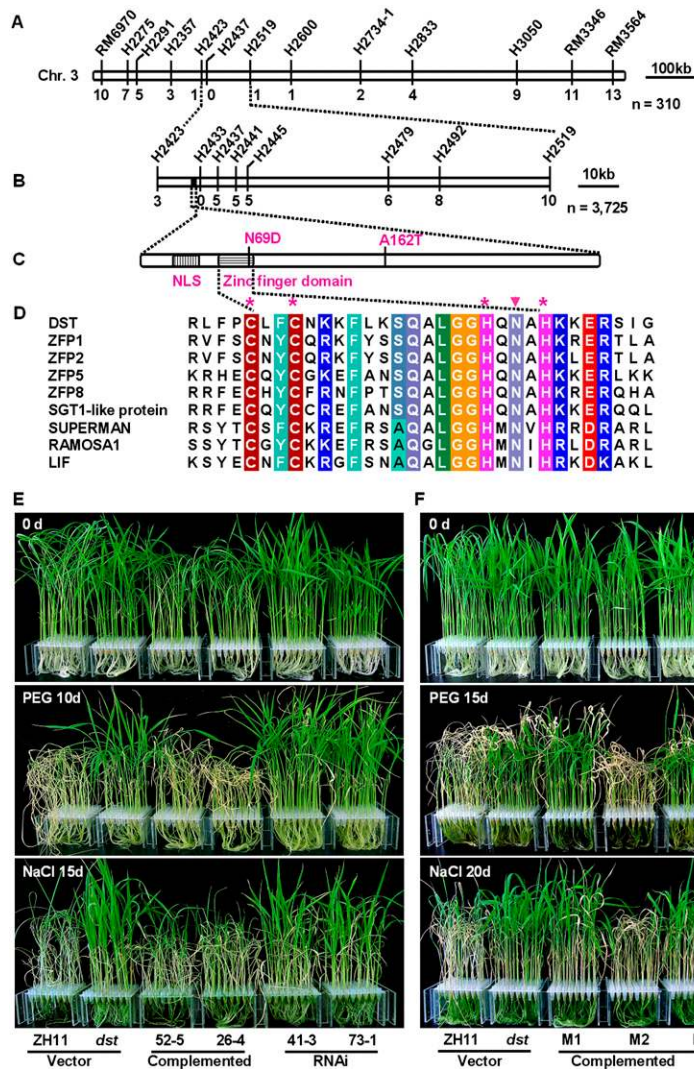 A
RM6970 H2275 H2291 H2357 H2423 H2437 H2519 H2600 H2734-1 H2833 H3050 RM3346 RM3564
Chr. 3
100kb
10 7 5 3 1 0 1 1 2 4 9 11 13
n = 310
H2423 H2433 H2437 H2441 H2445 H2479 H2492 H2519
B
10kb
3 0 5 5 5 6 8 10
n = 3,725
N69D A162T
C
NLS Zinc finger domain
D
* * * *
DST R L F P C L F C N K K F L K S Q A L G G H Q N A H K K E R S I G
ZFP1 R V F S C N Y C Q R K F Y S S Q A L G G H Q N A H K R E R T L A
ZFP2 R V F S C N Y C Q R K F Y S S Q A L G G H Q N A H K L E R T L A
ZFP5 K R H E C Q Y C G K E F A N S Q A L G G H Q N A H K K E R L K K
ZFP8 R R F E C H Y C F R N F P T S Q A L G G H Q N A H K R E R Q H A
SGT1-like protein R R F E C Q Y C C R E F A N S Q A L G G H Q N A H K K E R Q Q L
SUPERMAN R S Y T C S F C K R E F R S A Q A L G G H M N V H R R D R A R L
RAMOSA1 S S Y T C G Y C K K E F R S A Q G L G G H M N I H R L D R A R L
LIF K S Y E C N F C K R G F S N A Q A L G G H M N I H R K D K A K L
E
0 d
PEG 10d
NaCl 15d
ZH11 dst 52-5 26-4 41-3 73-1
Vector Complemented RNAi
F
0 d
PEG 15d
NaCl 20d
ZH11 dst M1 M2
Vector Complemented